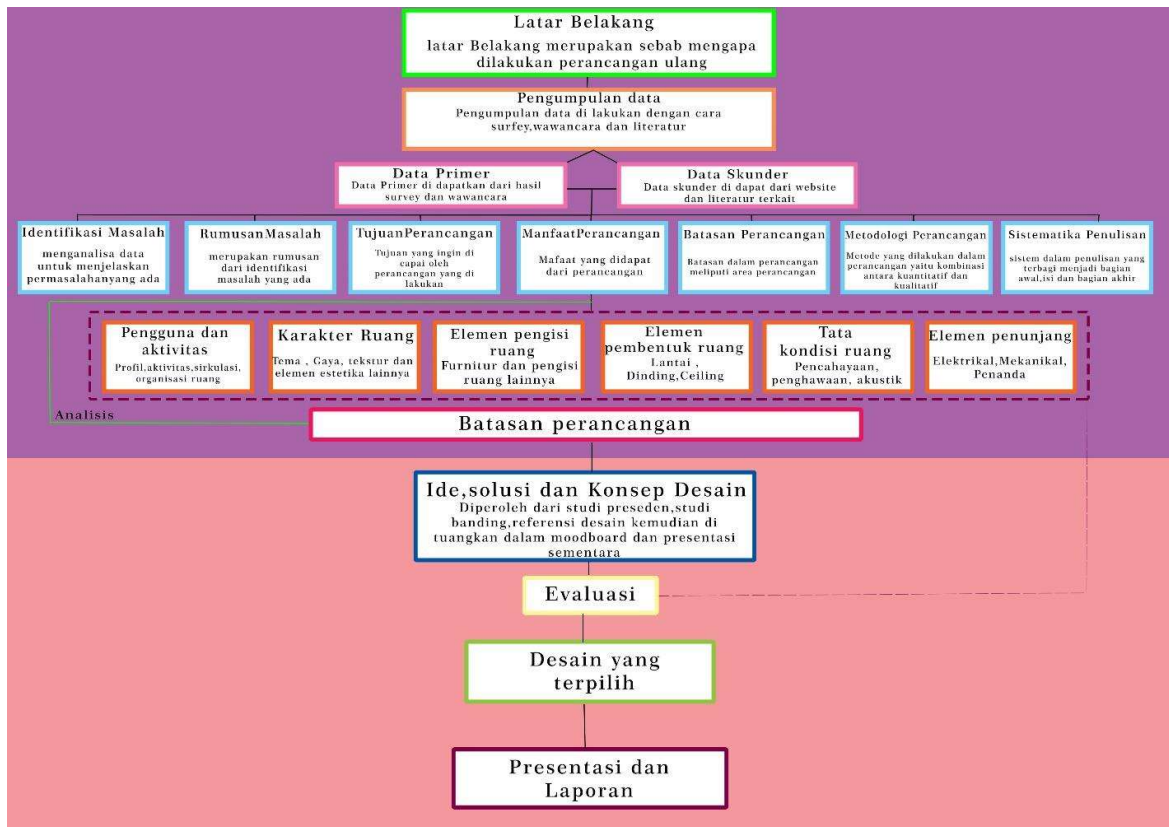 Latar Belakang
latar Belakang merupakan sebab mengapa
dilakukan perancangan ulang
Pengumpulan data
Pengumpulan data di lakukan dengan cara
surfey,wawancara dan literatur
Data Primer
Data Primer di dapatkan dari hasil
survey dan wawancara
Data Skunder
Data skunder di dapat dari website
dan literatur terkait
Identifikasi Masalah
menganalisa data
untuk menjelaskan
permasalahanyang ada
RumusanMasalah
merupakan rumusan
dari identifikasi
masalah yang ada
TujuanPerancangan
Tujuan yang ingin di
capai oleh
perancangan yang di
lakukan
ManfaatPerancangan
Mafaat yang didapat
dari perancangan
Batasan Perancangan
Batasan dalam perancangan
meliputi area perancangan
Metodologi Perancangan
Metode yang dilakukan dalam
perancangan yaitu kombinasi
antara kuantitatif dan
kualitatif
Sistematika Penulisan
sistem dalam penulisan yang
terbagi menjadi bagian
awal,isi dan bagian akhir
Pengguna dan
aktivitas
Profil,aktivitas,sirkulasi,
organisasi ruang
Karakter Ruang
Tema , Gaya, tekstur dan
elemen estetika lainnya
Elemen pengisi
ruang
Furnitur dan pengisi
ruang lainnya
Elemen
pembentuk ruang
Lantai ,
Dinding,Ceiling
Tata
kondisi ruang
Pencahayaan,
penghawaan, akustik
Elemen penunjang
Elektrikal,Mekanikal,
Penanda
Analisis
Batasan perancangan
Ide,solusi dan Konsep Desain
Diperoleh dari studi preseden,studi
banding,referensi desain kemudian di
tuangkan dalam moodboard dan presentasi
sementara
Evaluasi
Desain yang
terpilih
Presentasi dan
Laporan